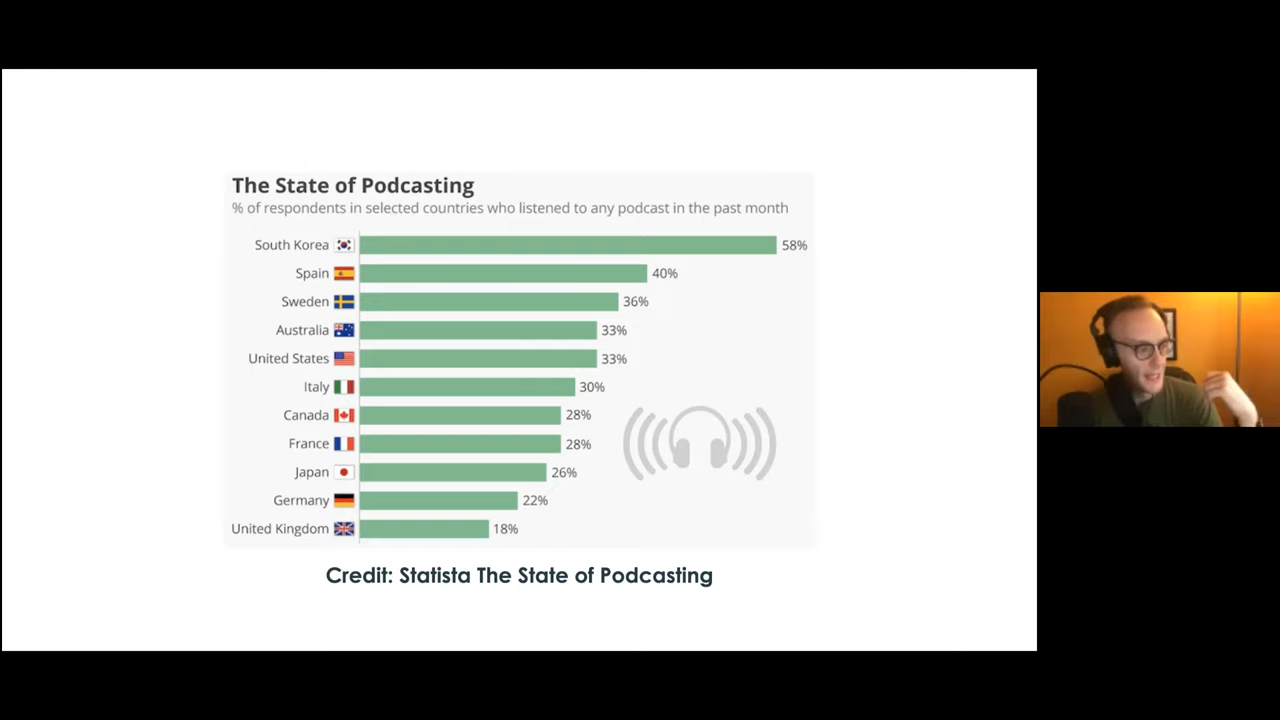 The State of Podcasting
% of respondents in selected countries who listened to any podcast in the past month
South Korea 58%
Spain 40%
Sweden 36%
Australia 33%
United States 33%
Italy 30%
Canada 28%
France 28%
Japan 26%
Germany 22%
United Kingdom 18%
Credit: Statista The State of Podcasting